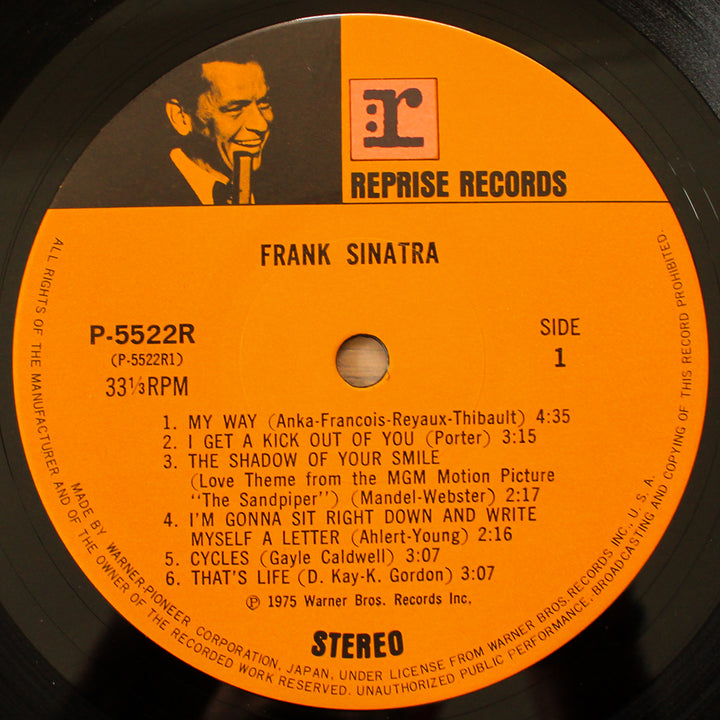 r
REPRISE RECORDS
FRANK SINATRA
P-5522R
(P-5522R1)
33⅓RPM
SIDE
1
1. MY WAY (Anka-Francois-Reyaux-Thibault) 4:35
2. I GET A KICK OUT OF YOU (Porter) 3:15
3. THE SHADOW OF YOUR SMILE
(Love Theme from the MGM Motion Picture
"The Sandpiper") (Mandel-Webster) 2:17
4. I'M GONNA SIT RIGHT DOWN AND WRITE
MYSELF A LETTER (Ahlert-Young) 2:16
5. CYCLES (Gayle Caldwell) 3:07
6. THAT'S LIFE (D. Kay-K. Gordon) 3:07
Ⓟ 1975 Warner Bros. Records Inc.
STEREO
MADE BY WARNER-PIONEER CORPORATION, JAPAN, UNDER LICENSE FROM WARNER BROS. RECORDS INC., U.S.A.
ALL RIGHTS OF THE MANUFACTURER AND OF THE OWNER OF THE RECORDED WORK RESERVED. UNAUTHORIZED PUBLIC PERFORMANCE, BROADCASTING AND COPYING OF THIS RECORD PROHIBITED.